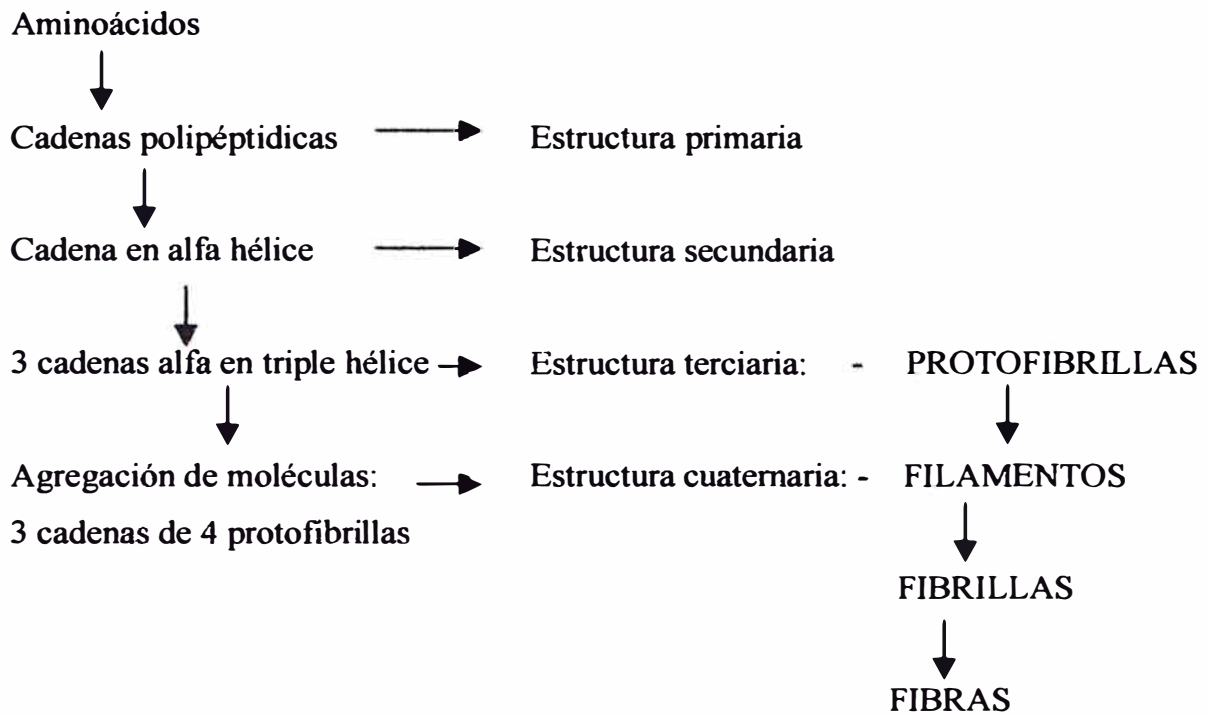 Aminoácidos
Cadenas polipéptidicas Estructura primaria
Cadena en alfa hélice Estructura secundaria
3 cadenas alfa en triple hélice Estructura terciaria: - PROTOFIBRILLAS
Agregación de moléculas: Estructura cuaternaria: - FILAMENTOS
3 cadenas de 4 protofibrillas
FIBRILLAS
FIBRAS